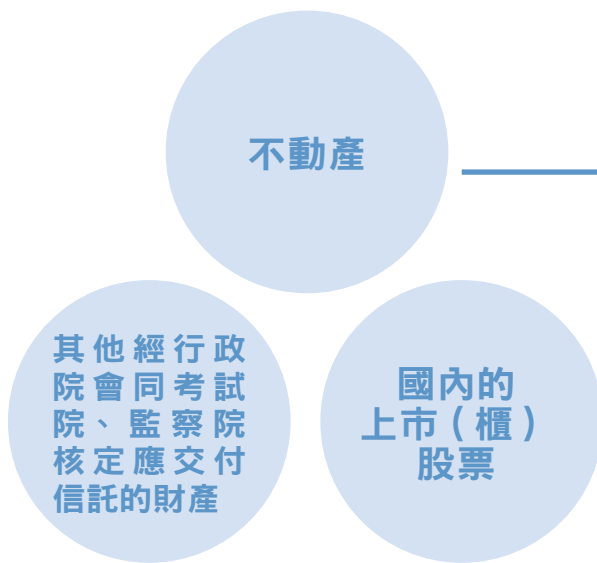 不動產
其他經行政
院會同考試
院、監察院
核定應交付
信託的財產
國內的
上市(櫃)
股票